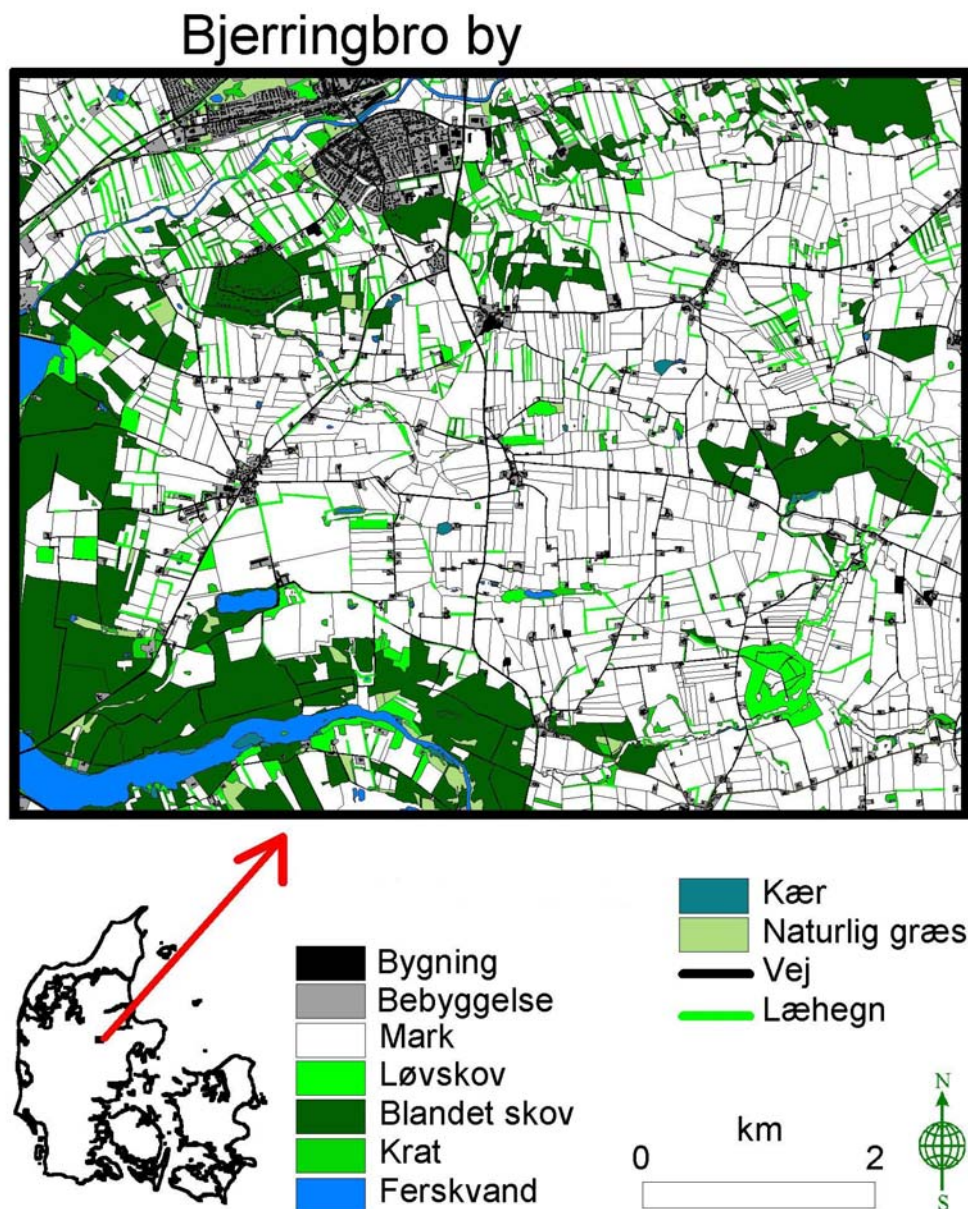 Bjerringbro by
Bygning
Bebyggelse
Mark
Løvskov
Blandet skov
Krat
Ferskvand
Kær
Naturlig græs
Vej
Læhegn
km
0 2
N
S